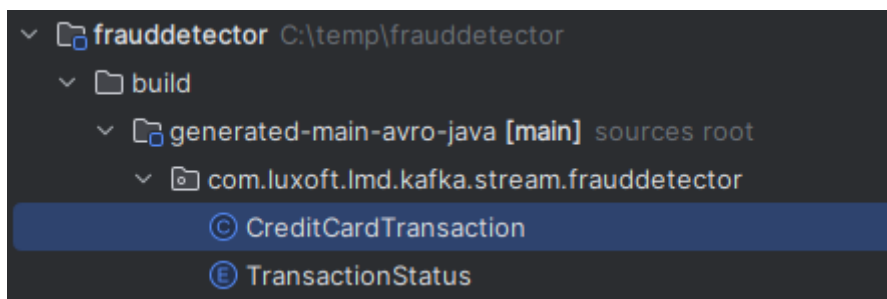 frauddetector C:\temp\frauddetector
build
generated-main-avro-java [main] sources root
com.luxoft.lmd.kafka.stream.frauddetector
C CreditCardTransaction
E TransactionStatus